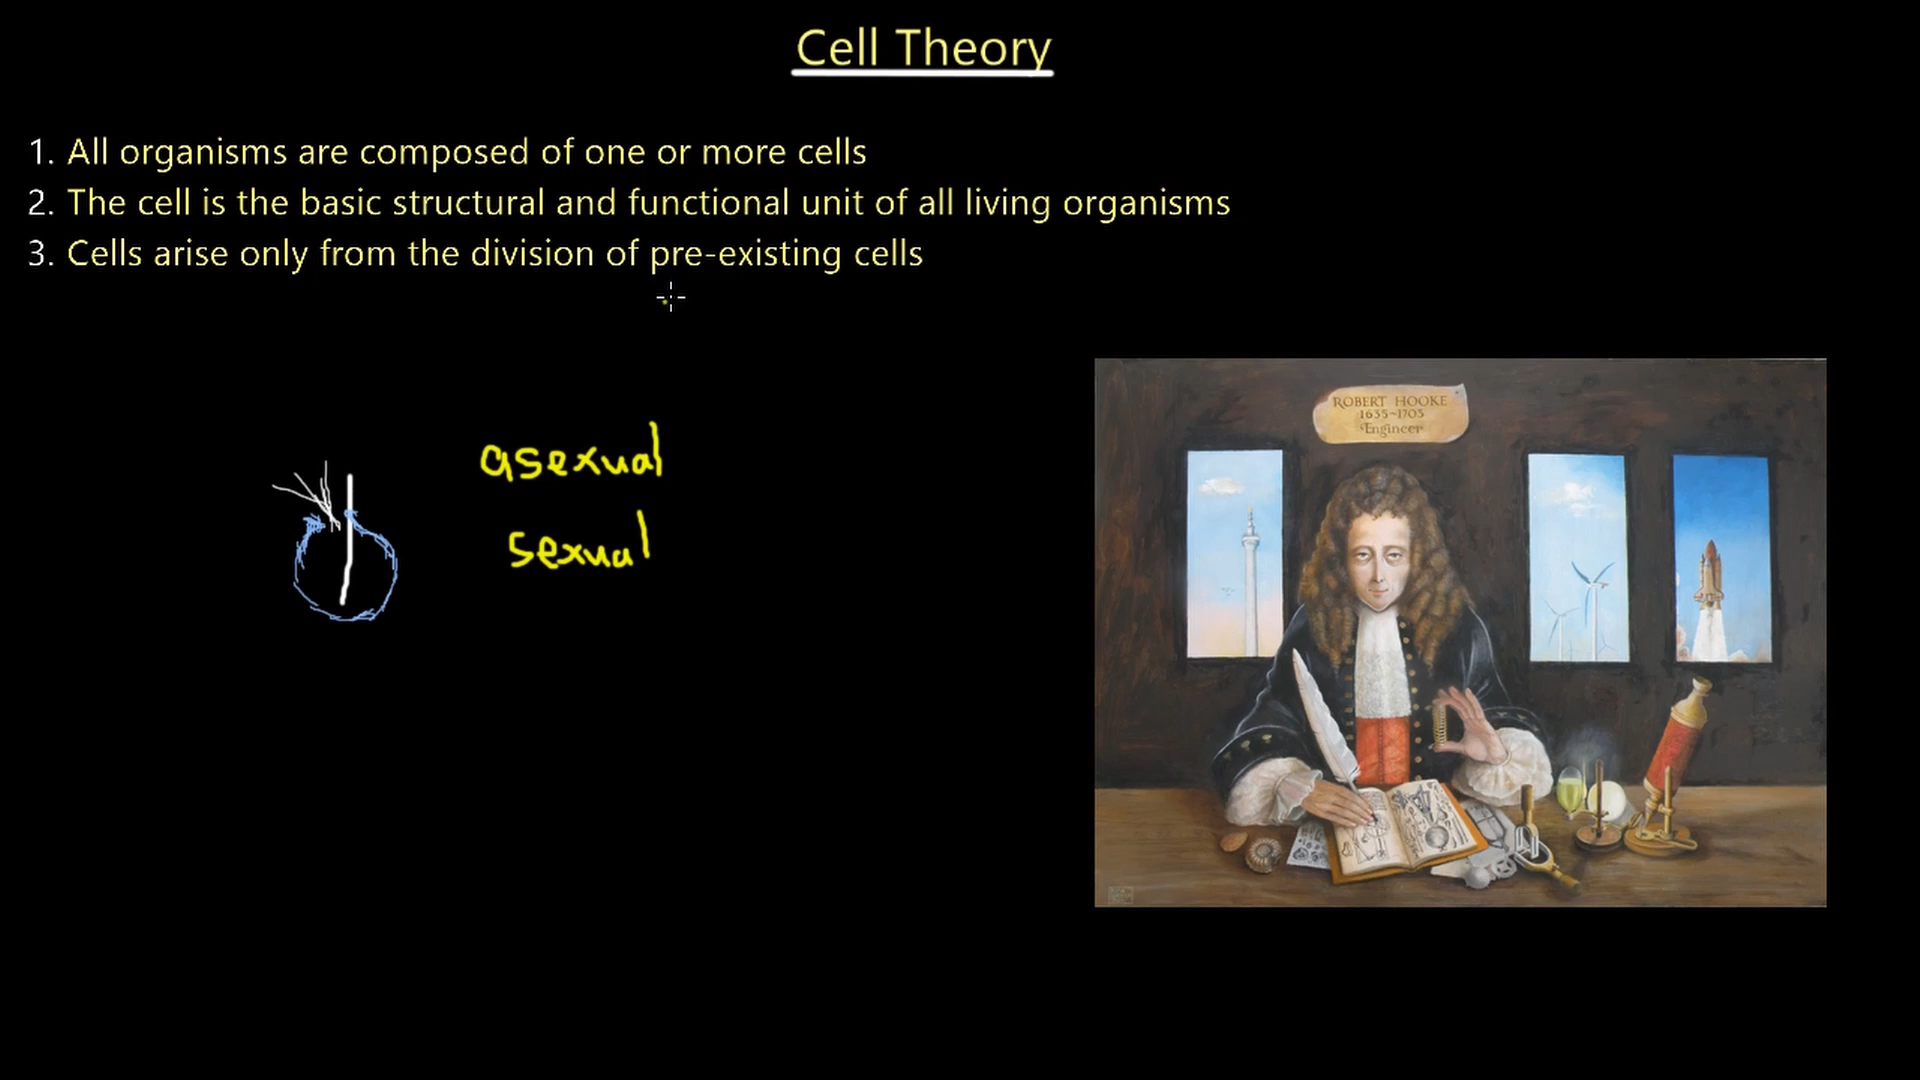 Cell Theory
1. All organisms are composed of one or more cells
2. The cell is the basic structural and functional unit of all living organisms
3. Cells arise only from the division of pre-existing cells
asexual
sexual
ROBERT HOOKE
1635-1703
Engineer